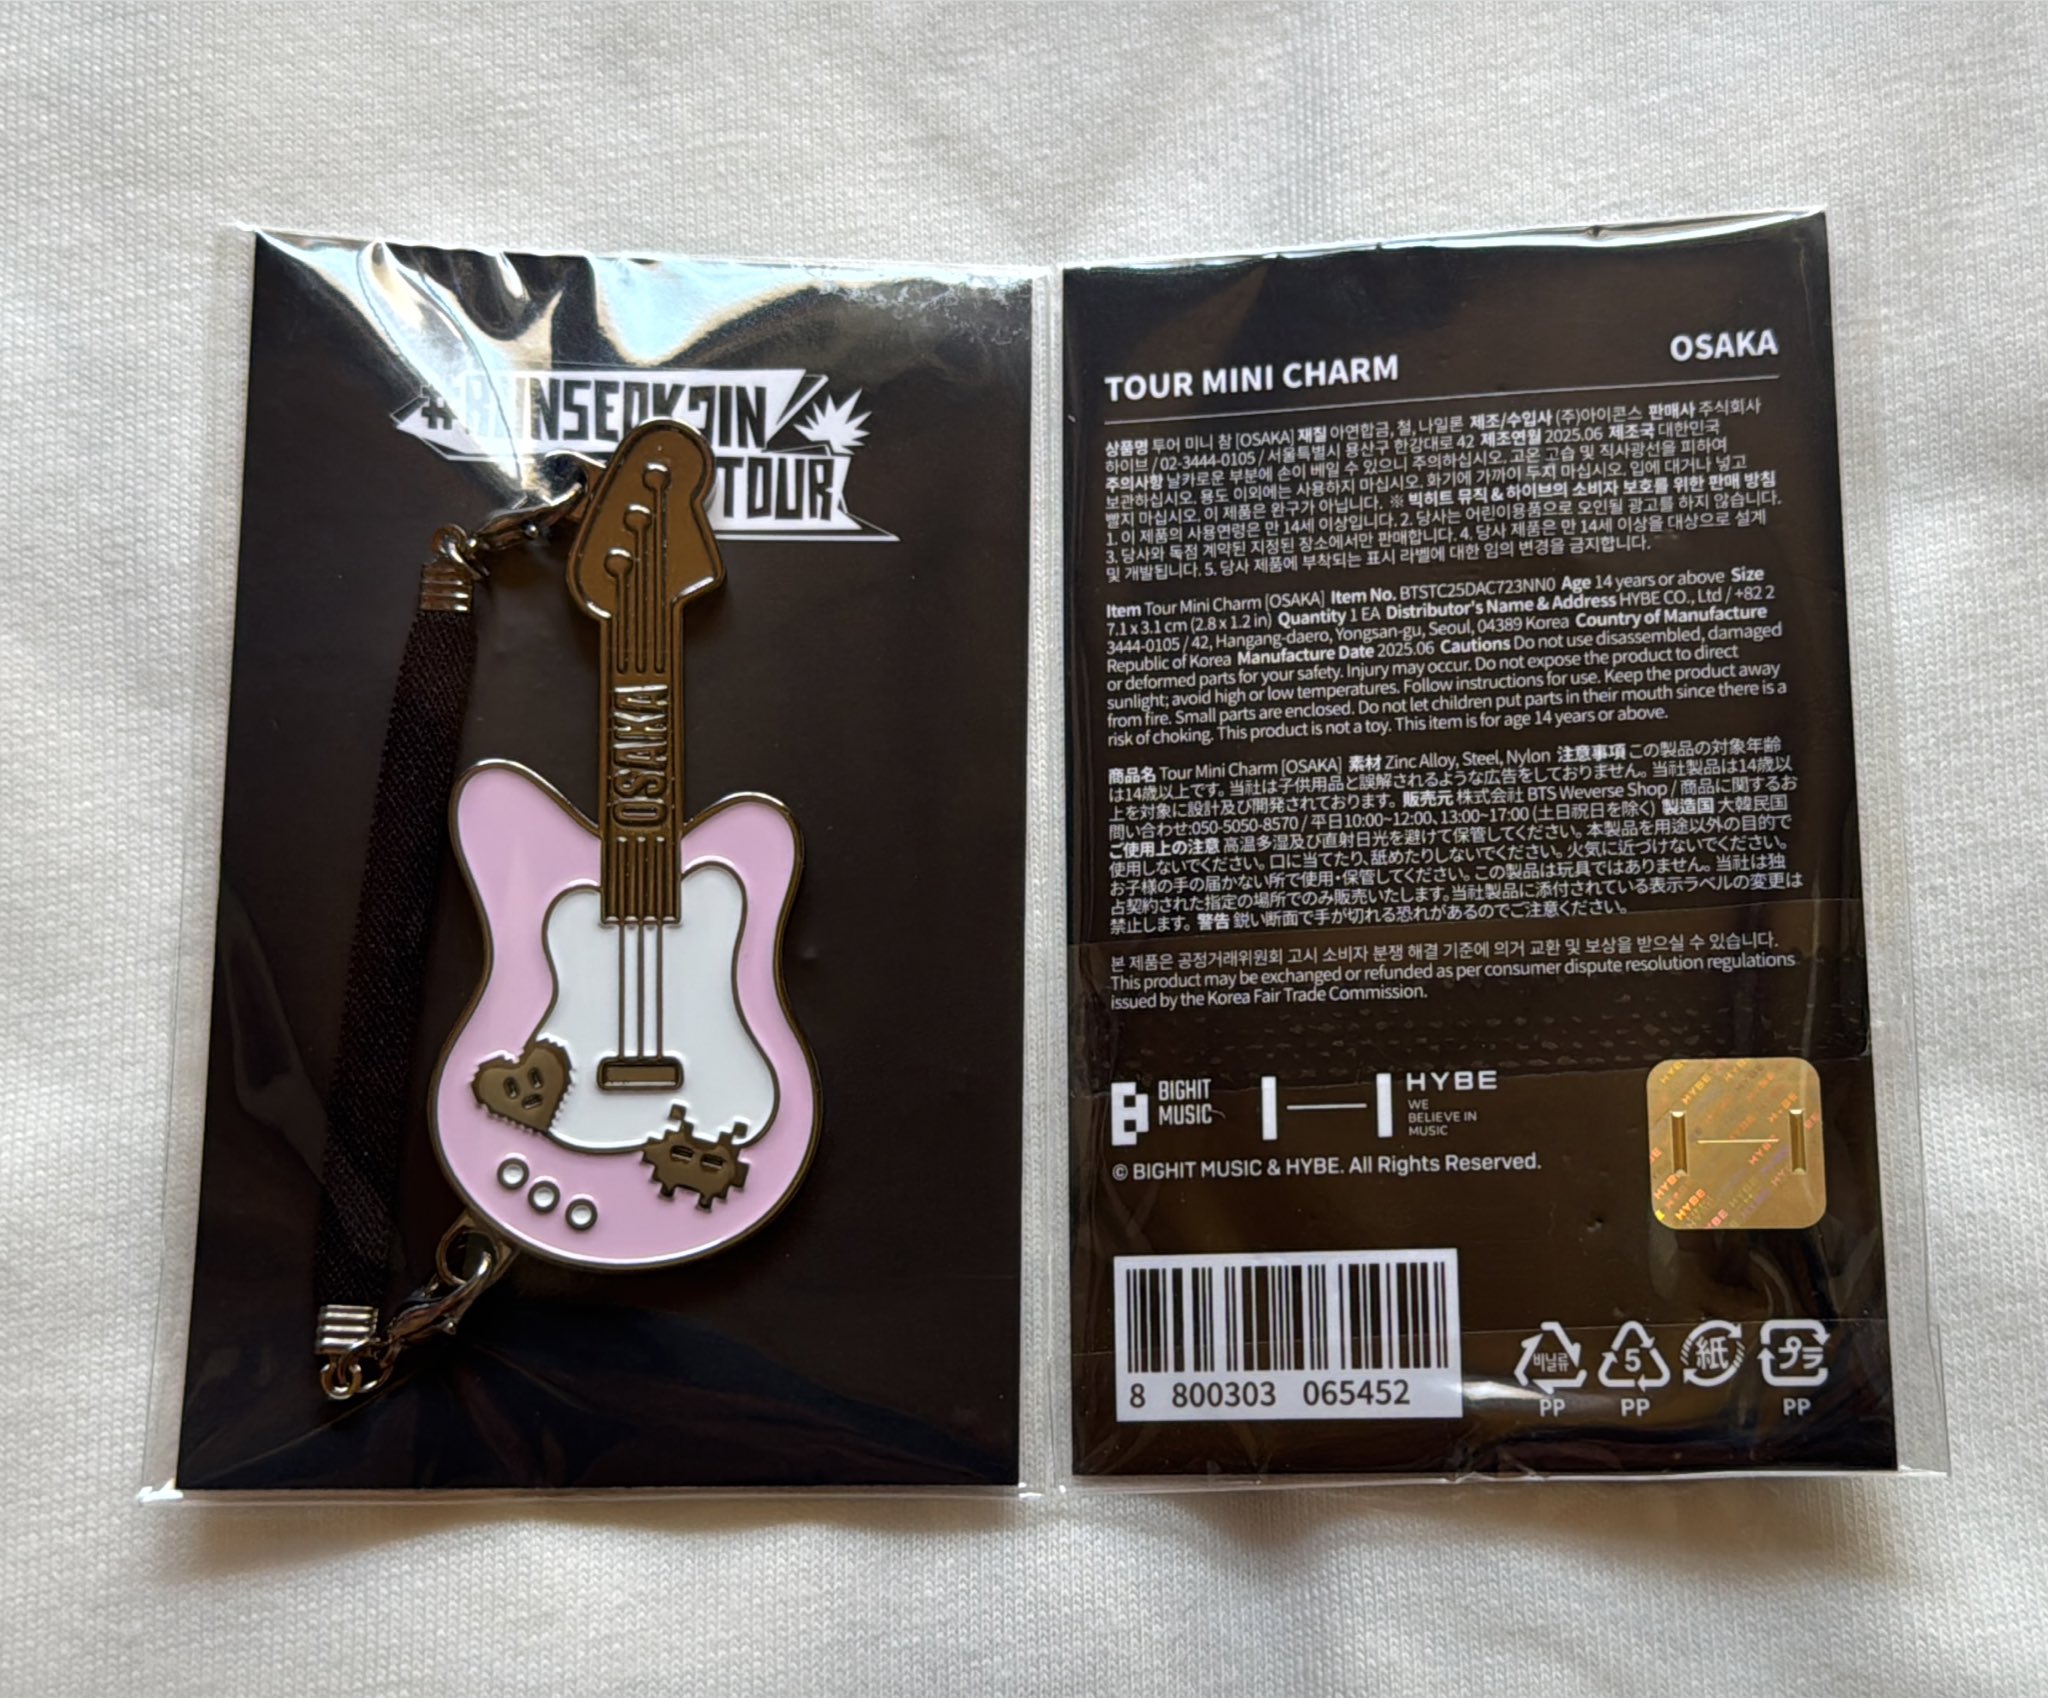 #RUNSEOKJIN
TOUR
OSAKA
TOUR MINI CHARM
OSAKA
상품명 투어 미니 참 [OSAKA] 재질 아연합금, 철, 나일론 제조/수입사 (주)아이콘스 판매사 주식회사
하이브 / 02-3444-0105 / 서울특별시 용산구 한강대로 42 제조연월 2025.06 제조국 대한민국
주의사항 날카로운 부분에 손이 베일 수 있으니 주의하십시오. 고온 고습 및 직사광선을 피하여
보관하십시오. 용도 이외에는 사용하지 마십시오. 화기에 가까이 두지 마십시오. 입에 대거나 넣고
빨지 마십시오. 이 제품은 완구가 아닙니다. ※ 빅히트 뮤직 & 하이브의 소비자 보호를 위한 판매 방침
1. 이 제품의 사용연령은 만 14세 이상입니다. 2. 당사는 어린이용품으로 오인될 광고를 하지 않습니다.
3. 당사와 독점 계약된 지정된 장소에서만 판매합니다. 4. 당사 제품은 만 14세 이상을 대상으로 설계
및 개발됩니다. 5. 당사 제품에 부착되는 표시 라벨에 대한 임의 변경을 금지합니다.
Item Tour Mini Charm [OSAKA] Item No. BTSTC25DAC723NN0 Age 14 years or above Size
7.1 x 3.1 cm (2.8 x 1.2 in) Quantity 1 EA Distributor's Name & Address HYBE CO., Ltd / +82 2
3444-0105 / 42, Hangang-daero, Yongsan-gu, Seoul, 04389 Korea Country of Manufacture
Republic of Korea Manufacture Date 2025.06 Cautions Do not use disassembled, damaged
or deformed parts for your safety. Injury may occur. Do not expose the product to direct
sunlight; avoid high or low temperatures. Follow instructions for use. Keep the product away
from fire. Small parts are enclosed. Do not let children put parts in their mouth since there is a
risk of choking. This product is not a toy. This item is for age 14 years or above.
商品名 Tour Mini Charm [OSAKA] 素材 Zinc Alloy, Steel, Nylon 注意事項 この製品の対象年齢
は14歳以上です。当社は子供用品と誤解されるような広告をしておりません。当社製品は14歳以
上を対象に設計及び開発されております。 販売元 株式会社 BTS Weverse Shop / 商品に関するお
問い合わせ:050-5050-8570 / 平日10:00~12:00、13:00~17:00 (土日祝日を除く) 製造国 大韓民国
ご使用上の注意 高温多湿及び直射日光を避けて保管してください。本製品を用途以外の目的で
使用しないでください。口に当てたり、舐めたりしないでください。火気に近づけないでください。
お子様の手の届かない所で使用・保管してください。この製品は玩具ではありません。当社は独
占契約された指定の場所でのみ販売いたします。当社製品に添付されている表示ラベルの変更は
禁止します。 警告 鋭い断面で手が切れる恐れがあるのでご注意ください。
본 제품은 공정거래위원회 고시 소비자 분쟁 해결 기준에 의거 교환 및 보상을 받으실 수 있습니다.
This product may be exchanged or refunded as per consumer dispute resolution regulations
issued by the Korea Fair Trade Commission.
BIGHIT
MUSIC
HYBE
WE
BELIEVE IN
MUSIC
© BIGHIT MUSIC & HYBE. All Rights Reserved.
HYBE
8 800303 065452
비닐류
PP
5
PP
紙
プラ
PP